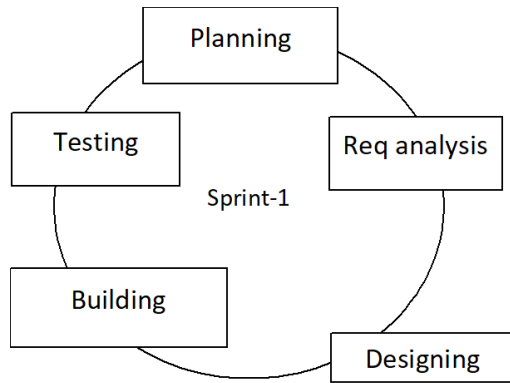 Planning
Testing
Req analysis
Sprint-1
Building
Designing